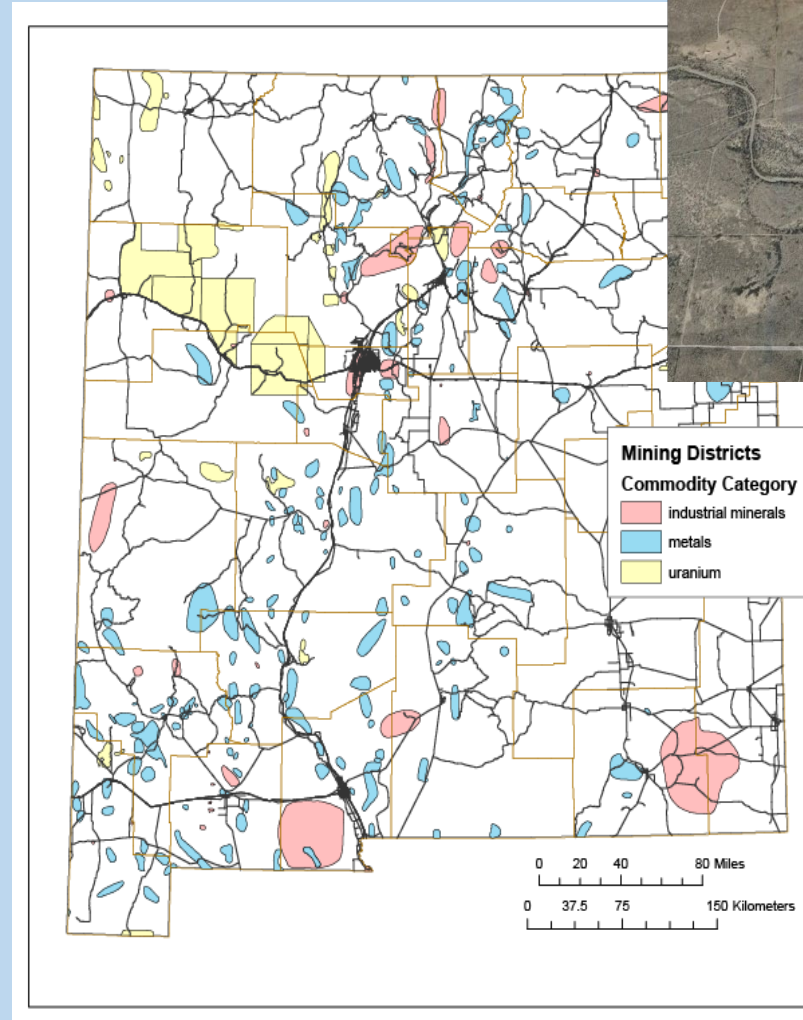 Mining Districts
Commodity Category
industrial minerals
metals
uranium
0 20 40 80 Miles
0 37.5 75 150 Kilometers